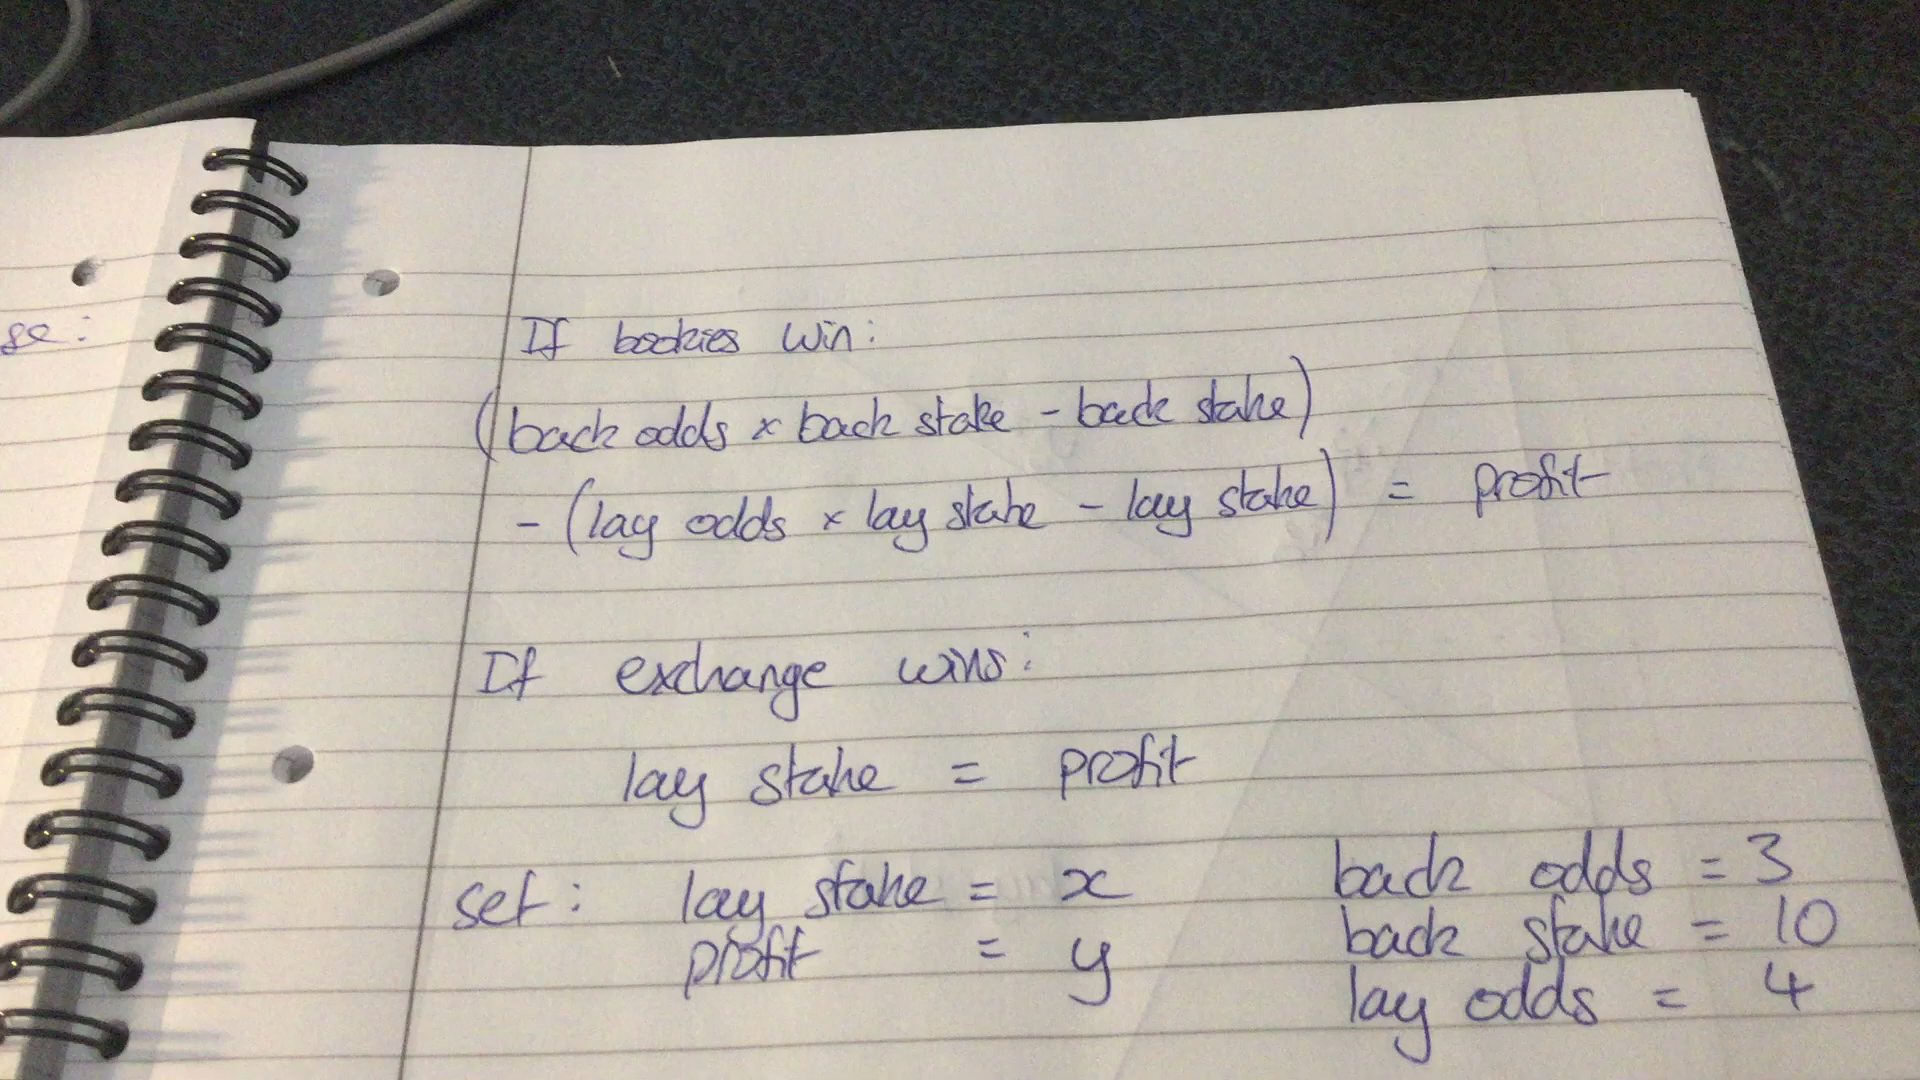 se:
If bookies win:
(back odds x back stake - back stake)
- (lay odds x lay stake - lay stake) = profit
If exchange wins:
lay stake = profit
set: lay stake = x
profit = y
back odds = 3
back stake = 10
lay odds = 4